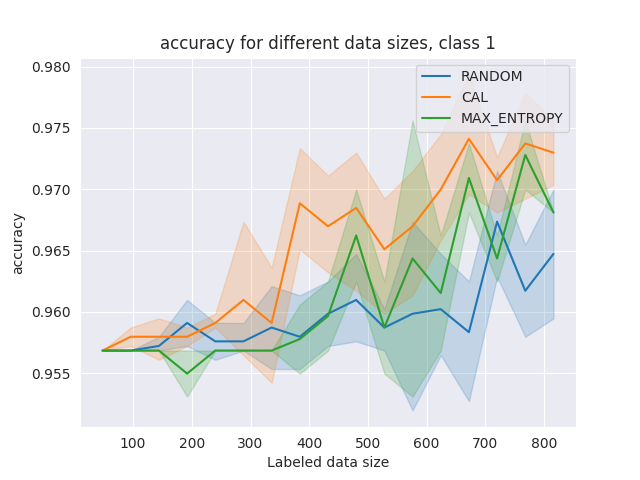 accuracy for different data sizes, class 1
RANDOM
CAL
MAX_ENTROPY
accuracy
0.980
0.975
0.970
0.965
0.960
0.955
100 200 300 400 500 600 700 800
Labeled data size